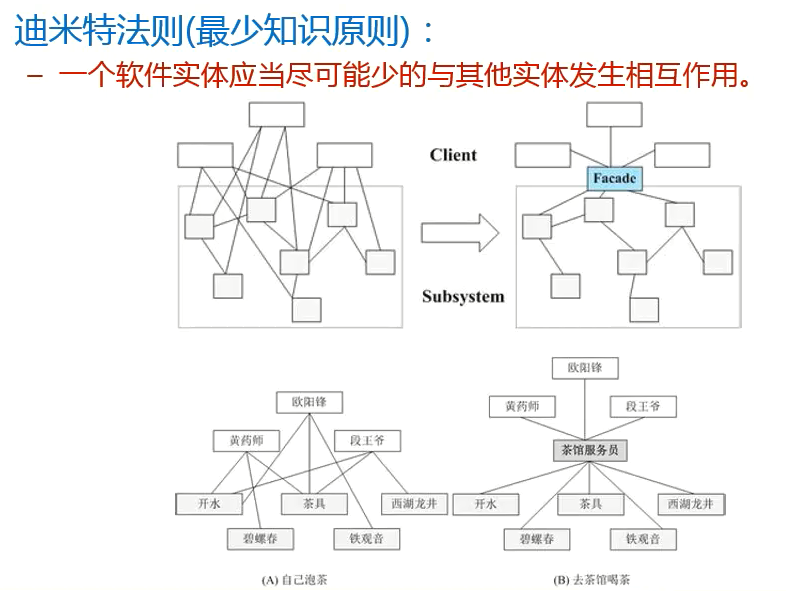 迪米特法则(最少知识原则)：
– 一个软件实体应当尽可能少的与其他实体发生相互作用。
Client
Facade
Subsystem
欧阳锋
黄药师
段王爷
开水
茶具
西湖龙井
碧螺春
铁观音
(A) 自己泡茶
欧阳锋
黄药师
段王爷
茶馆服务员
开水
茶具
西湖龙井
碧螺春
铁观音
(B) 去茶馆喝茶